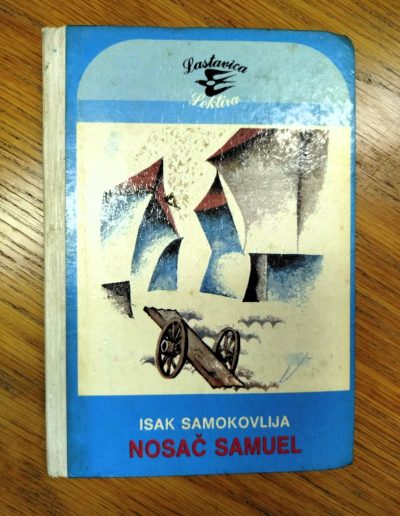 Lastavica
Lektira
ISAK SAMOKOVLIJA
NOSAČ SAMUEL